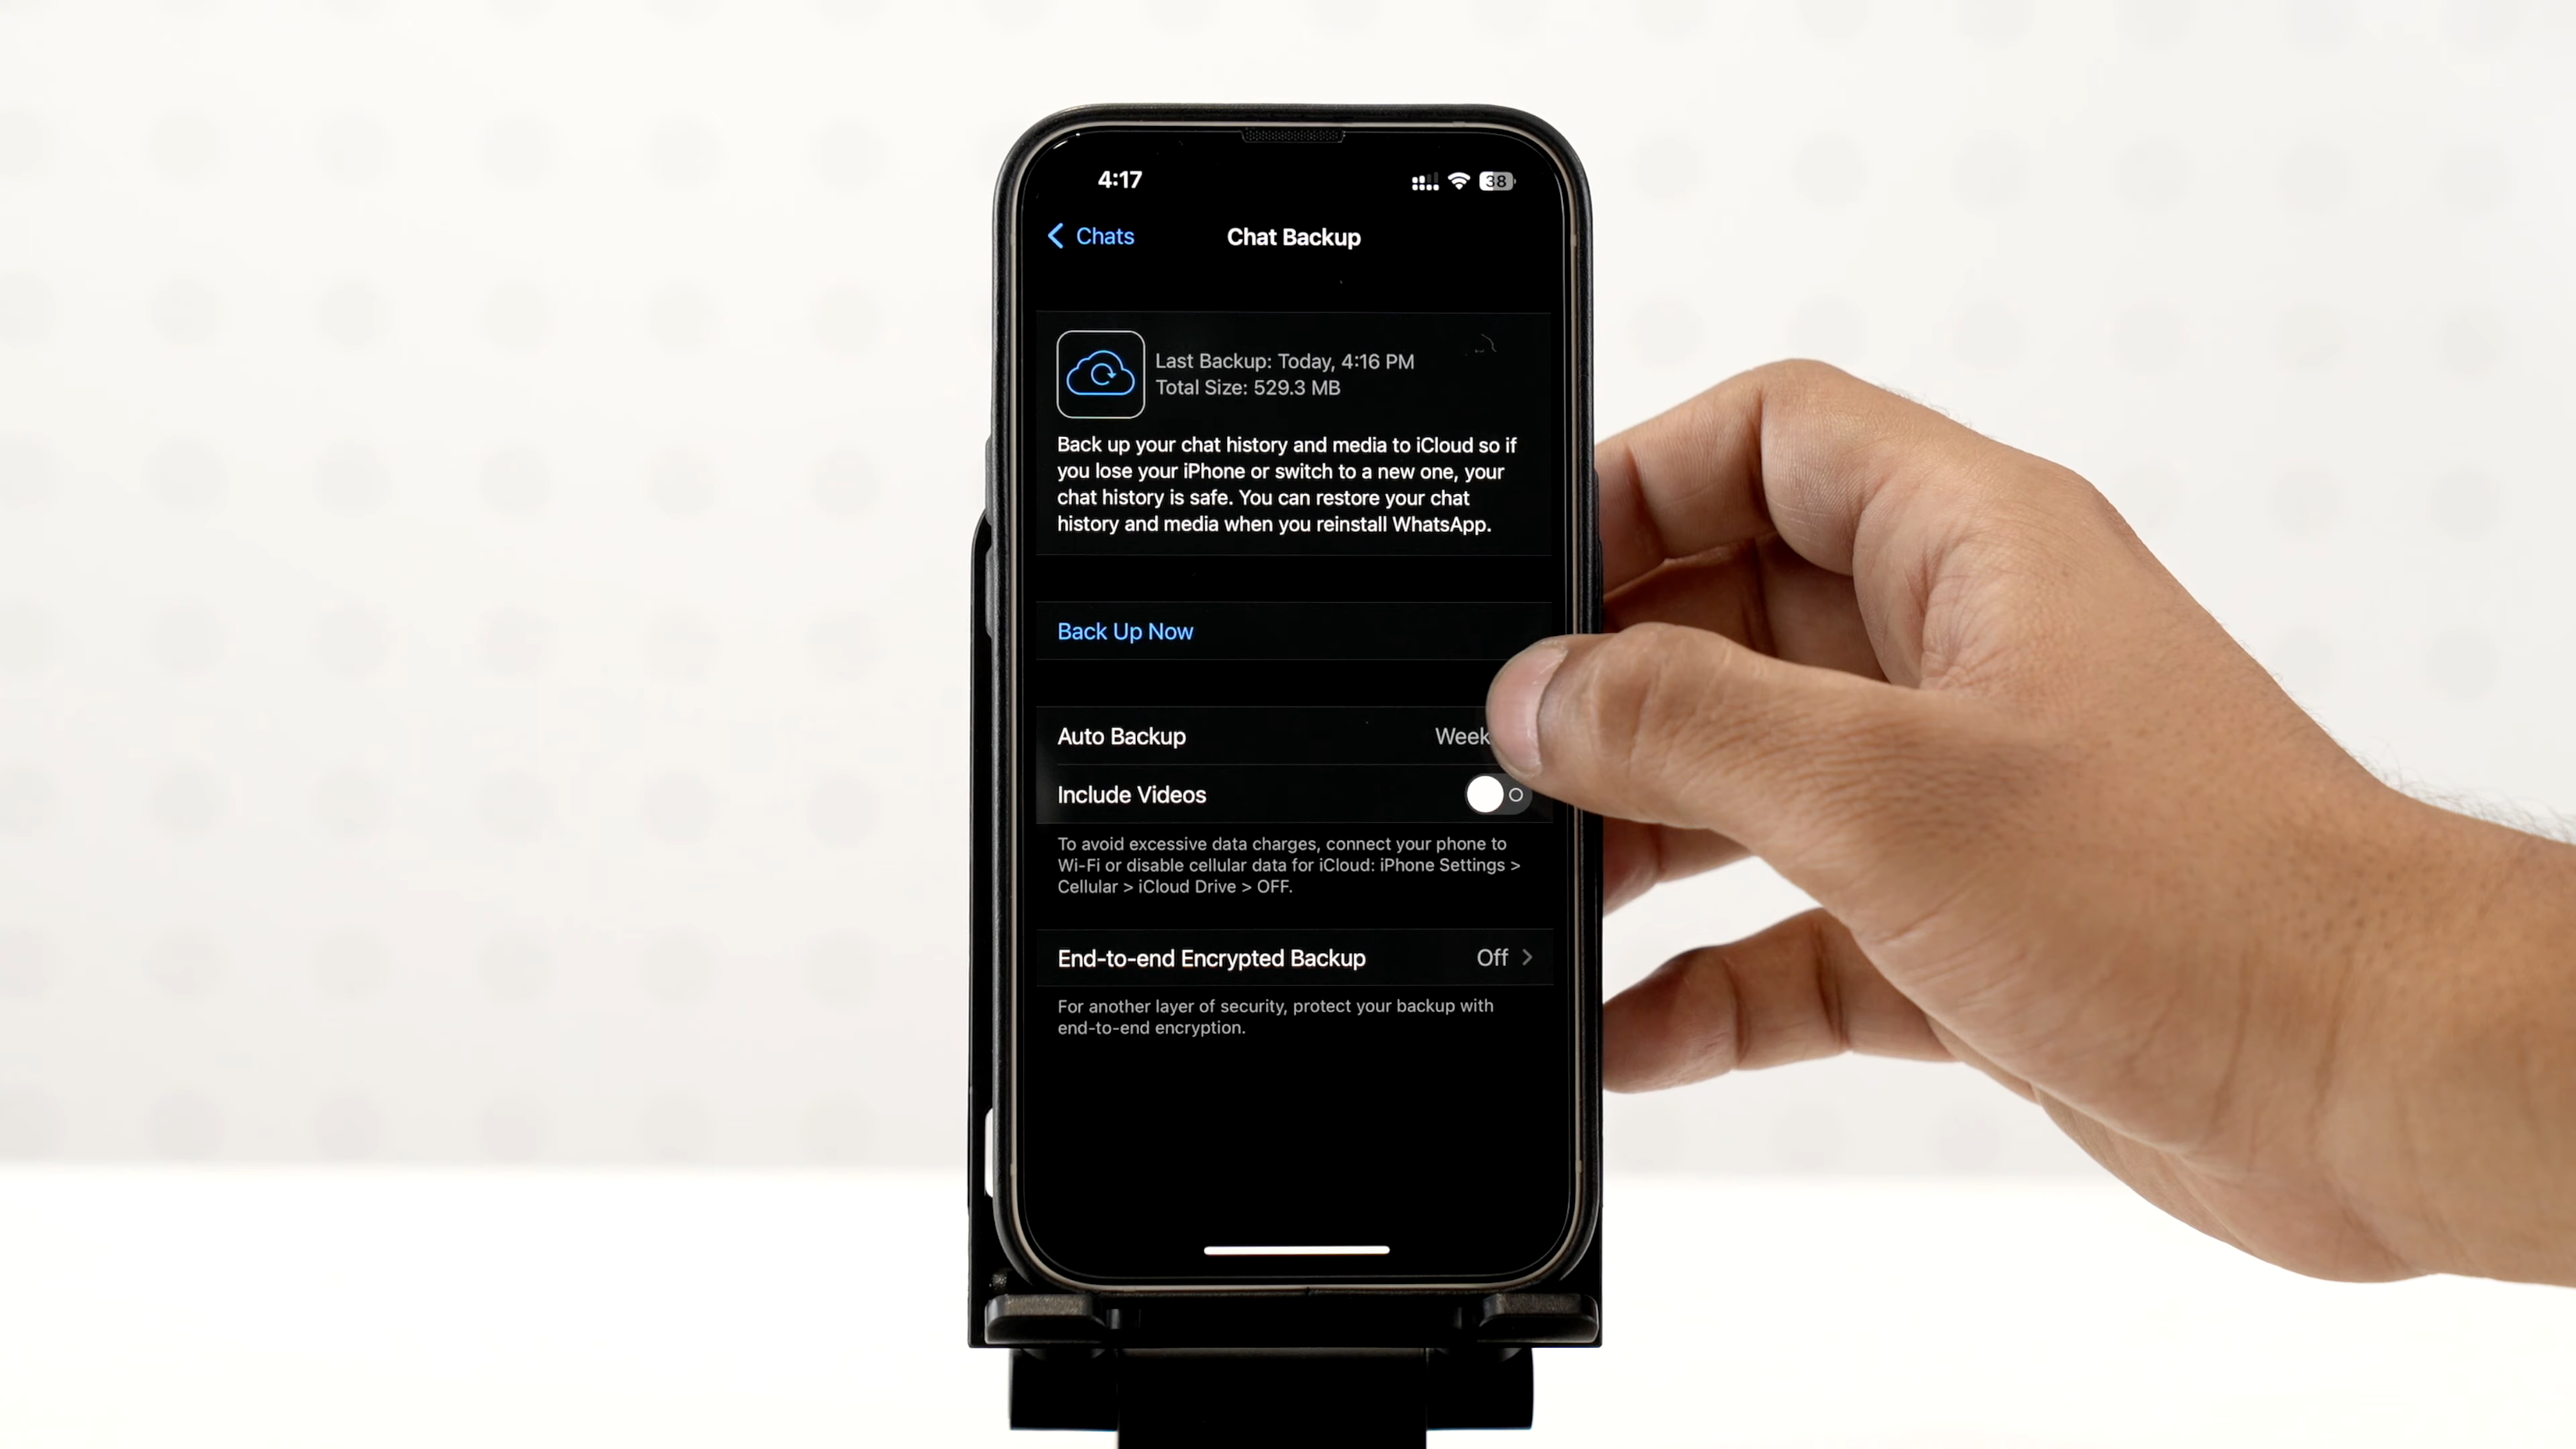 4:17
38
Chats
Chat Backup
Last Backup: Today, 4:16 PM
Total Size: 529.3 MB
Back up your chat history and media to iCloud so if
you lose your iPhone or switch to a new one, your
chat history is safe. You can restore your chat
history and media when you reinstall WhatsApp.
Back Up Now
Auto Backup
Include Videos
To avoid excessive data charges, connect your phone to
Wi-Fi or disable cellular data for iCloud: iPhone Settings >
Cellular > iCloud Drive > OFF.
End-to-end Encrypted Backup Off >
For another layer of security, protect your backup with
end-to-end encryption.